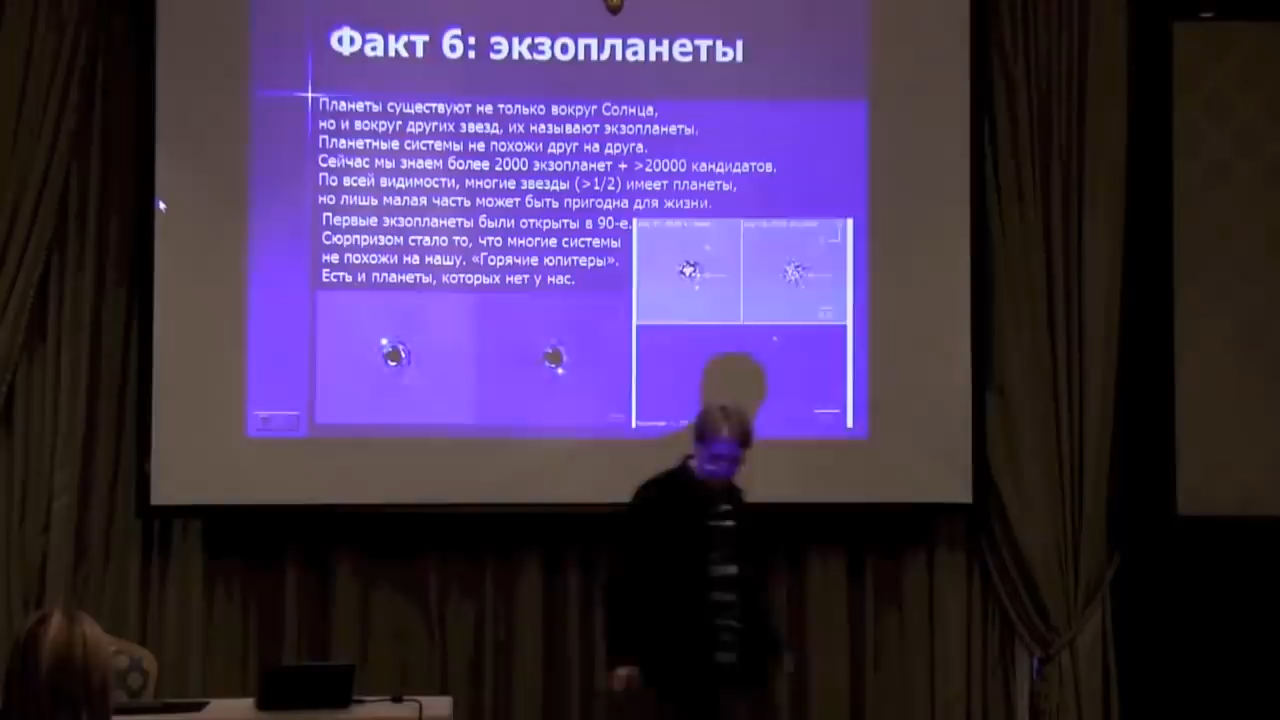 Факт 6: экзопланеты
Планеты существуют не только вокруг Солнца,
но и вокруг других звезд, их называют экзопланеты.
Планетные системы не похожи друг на друга.
Сейчас мы знаем более 2000 экзопланет + >20000 кандидатов.
По всей видимости, многие звезды (>1/2) имеет планеты,
но лишь малая часть может быть пригодна для жизни.
Первые экзопланеты были открыты в 90-е.
Сюрпризом стало то, что многие системы
не похожи на нашу. «Горячие юпитеры».
Есть и планеты, которых нет у нас.